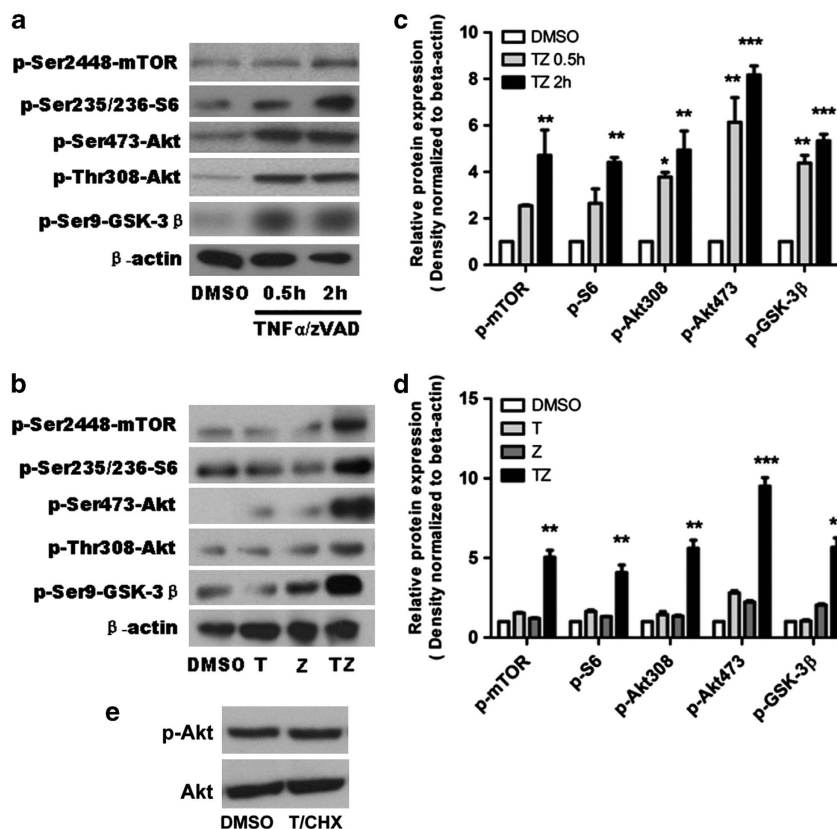 a
p-Ser2448-mTOR
p-Ser235/236-S6
p-Ser473-Akt
p-Thr308-Akt
p-Ser9-GSK-3β
β-actin
DMSO 0.5h 2h
TNFα/zVAD
c
Relative protein expression
( Density normalized to beta-actin)
10
8
6
4
2
0
DMSO
TZ 0.5h
TZ 2h
** ** * ** ** *** ** ***
p-mTOR p-S6 p-Akt308 p-Akt473 p-GSK-3β
b
p-Ser2448-mTOR
p-Ser235/236-S6
p-Ser473-Akt
p-Thr308-Akt
p-Ser9-GSK-3β
β-actin
DMSO T Z TZ
d
Relative protein expression
( Density normalized to beta-actin)
15
10
5
0
DMSO
T
Z
TZ
** ** ** *** *
p-mTOR p-S6 p-Akt308 p-Akt473 p-GSK-3β
e
p-Akt
Akt
DMSO T/CHX